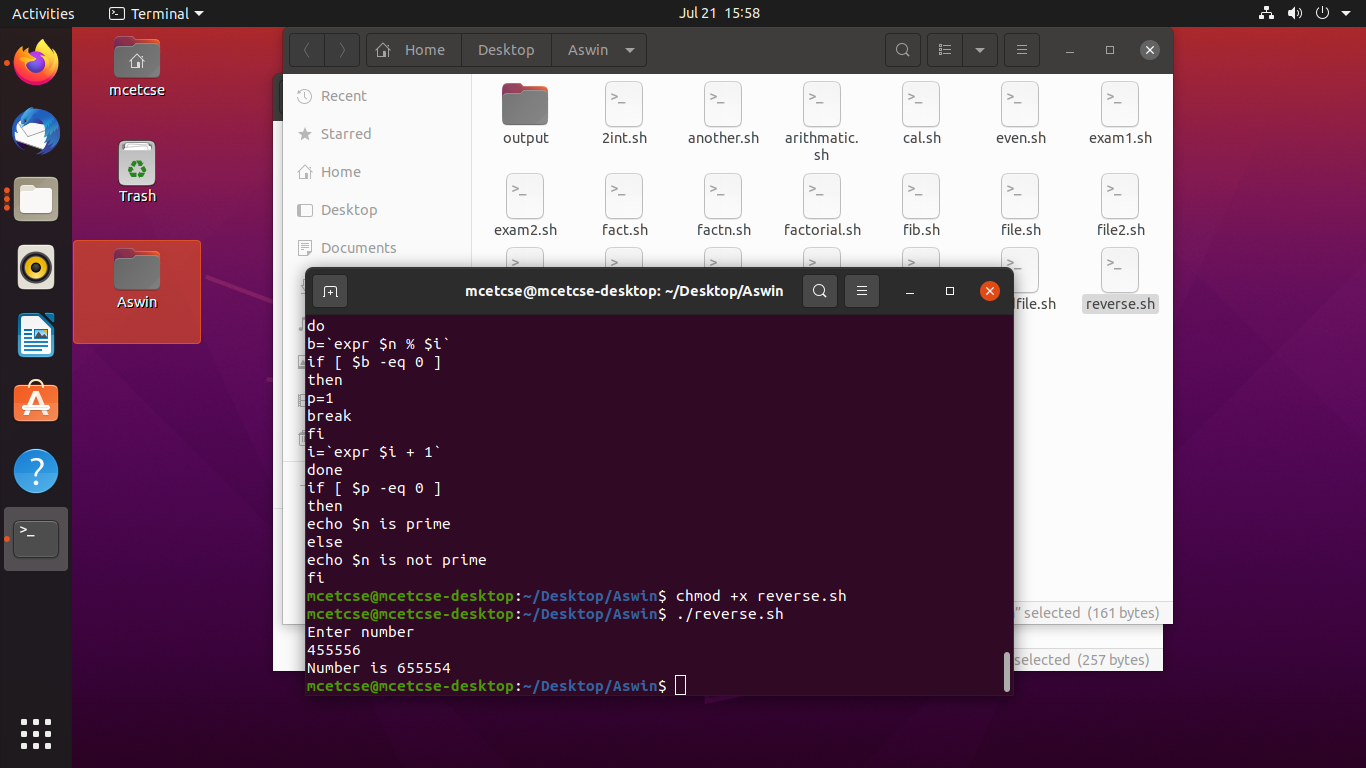 Activities Terminal Jul 21 15:58
mcetcse
Trash
Aswin
Home Desktop Aswin
Recent
Starred
Home
Desktop
Documents
output 2int.sh another.sh arithmatic.sh cal.sh even.sh exam1.sh
exam2.sh fact.sh factn.sh factorial.sh fib.sh file.sh file2.sh
file.sh reverse.sh
" selected (161 bytes)
selected (257 bytes)
mcetcse@mcetcse-desktop: ~/Desktop/Aswin
do
b=`expr $n % $i`
if [ $b -eq 0 ]
then
p=1
break
fi
i=`expr $i + 1`
done
if [ $p -eq 0 ]
then
echo $n is prime
else
echo $n is not prime
fi
mcetcse@mcetcse-desktop:~/Desktop/Aswin$ chmod +x reverse.sh
mcetcse@mcetcse-desktop:~/Desktop/Aswin$ ./reverse.sh
Enter number
455556
Number is 655554
mcetcse@mcetcse-desktop:~/Desktop/Aswin$